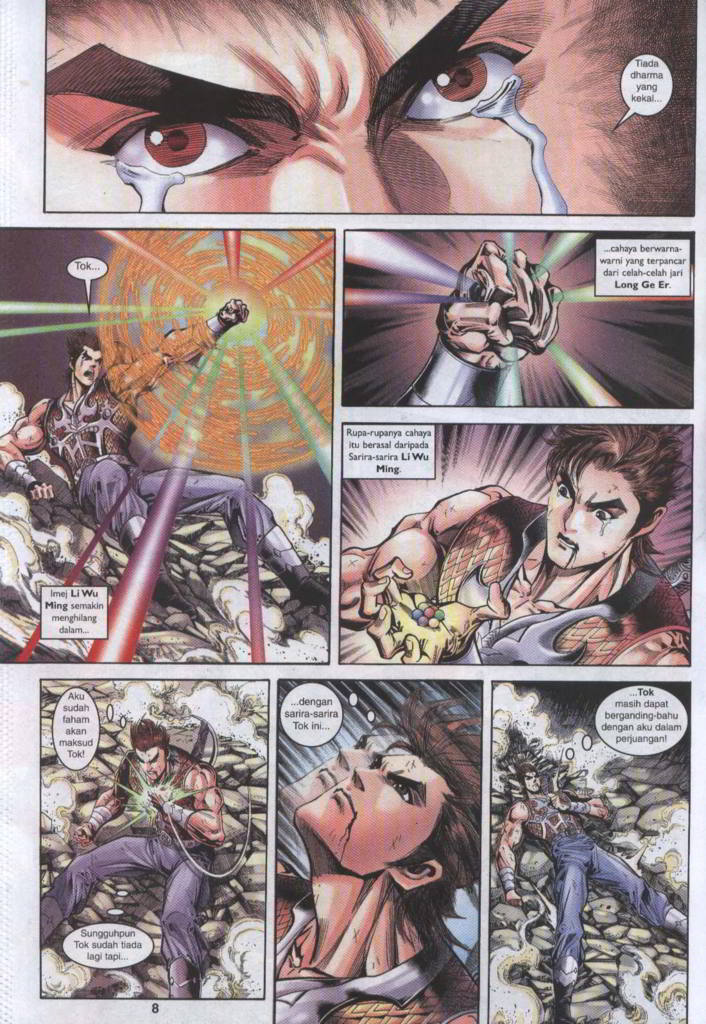 Tiada
dharma
yang
kekal...
Tok...
Imej Li Wu
Ming semakin
menghilang
dalam...
...cahaya berwarna-
warni yang terpancar
dari celah-celah jari
Long Ge Er.
Rupa-rupanya cahaya
itu berasal daripada
Sarira-sarira Li Wu
Ming.
Aku
sudah
faham
akan
maksud
Tok!
Sungguhpun
Tok sudah tiada
lagi tapi...
...dengan
sarira-sarira
Tok ini...
...Tok
masih dapat
berganding-bahu
dengan aku dalam
perjuangan!
8